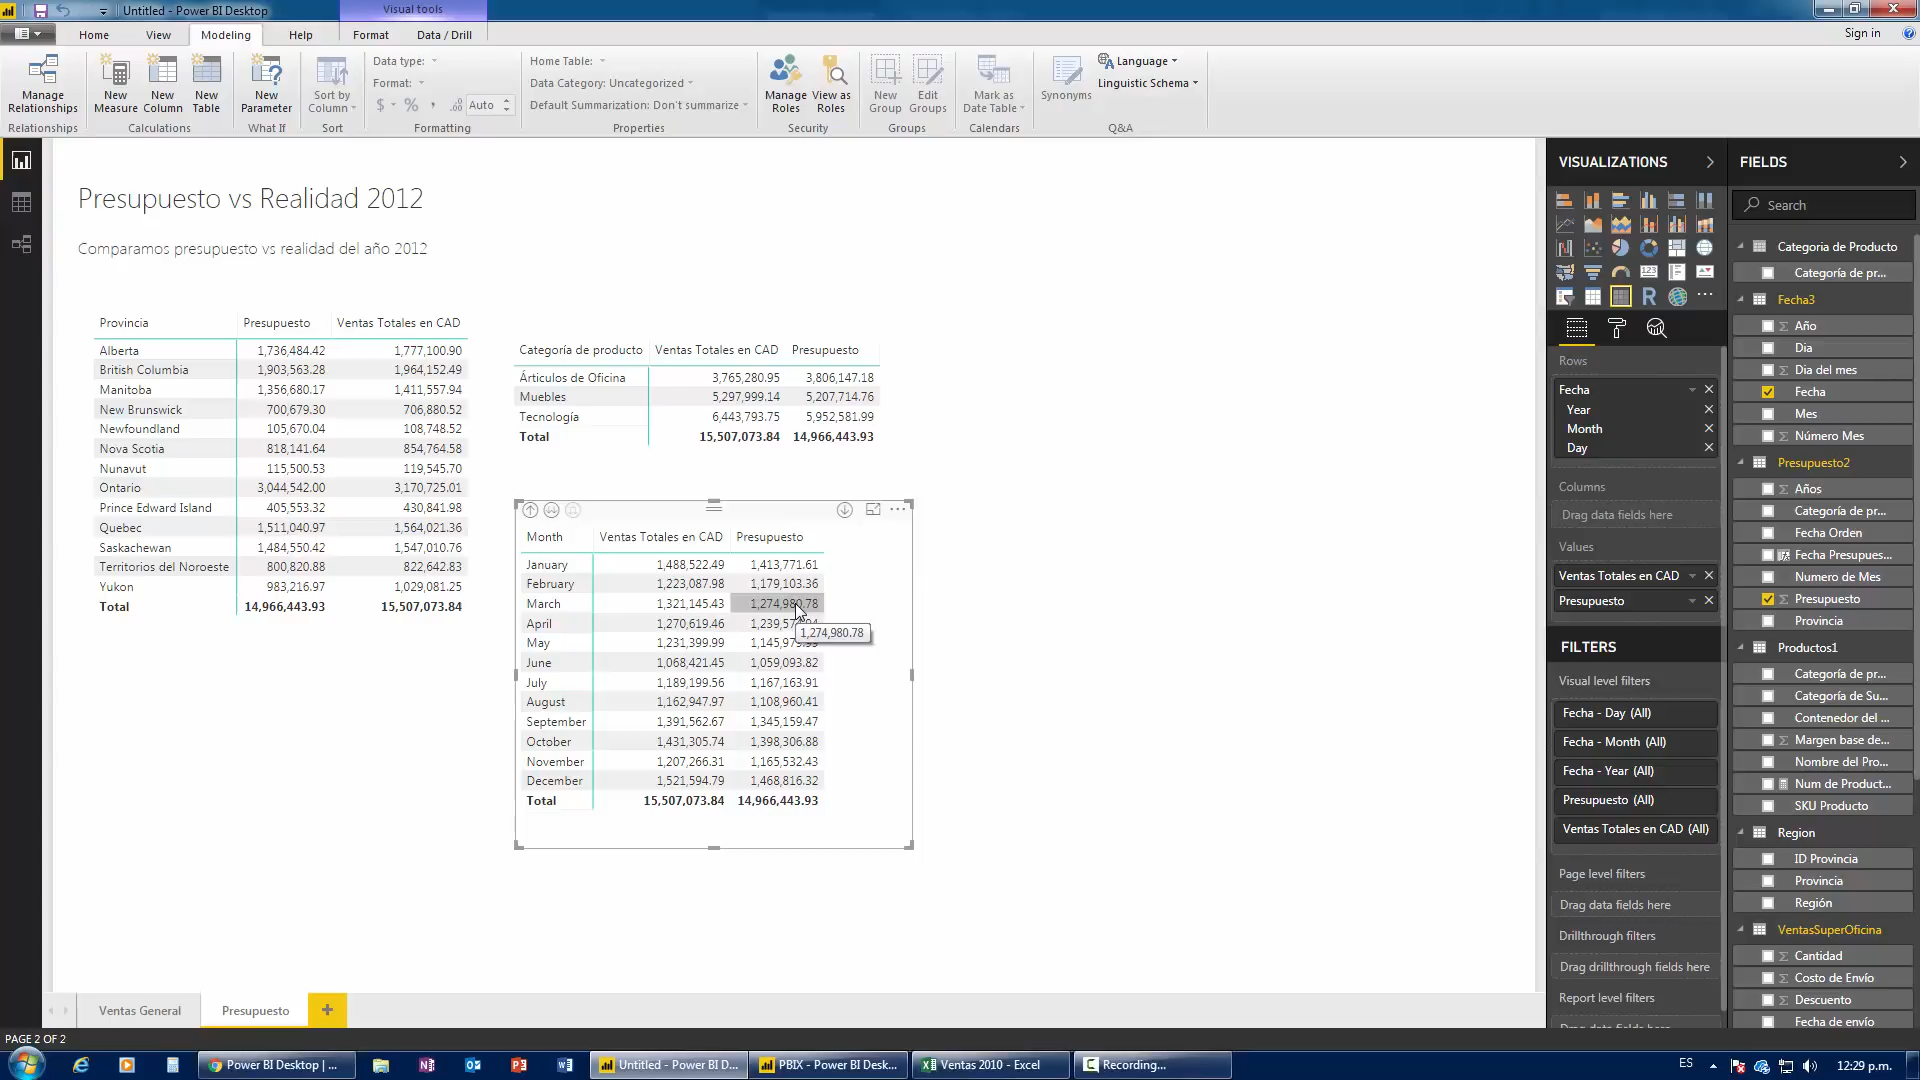 Untitled - Power BI Desktop
Visual tools
Home View Modeling Help Format Data / Drill
Sign in
Manage Relationships
New Measure
New Column
New Table
New Parameter
Sort by Column
Data type:
Format:
$ % , Auto
Home Table:
Data Category: Uncategorized
Default Summarization: Don't summarize
Manage Roles
View as Roles
New Group
Edit Groups
Mark as Date Table
Synonyms
Language
Linguistic Schema
Relationships Calculations What If Sort Formatting Properties Security Groups Calendars Q&A
Presupuesto vs Realidad 2012
Comparamos presupuesto vs realidad del año 2012
Provincia Presupuesto Ventas Totales en CAD
Alberta 1,736,484.42 1,777,100.90
British Columbia 1,903,563.28 1,964,152.49
Manitoba 1,356,680.17 1,411,557.94
New Brunswick 700,679.30 706,880.52
Newfoundland 105,670.04 108,748.52
Nova Scotia 818,141.64 854,764.58
Nunavut 115,500.53 119,545.70
Ontario 3,044,542.00 3,170,725.01
Prince Edward Island 405,553.32 430,841.98
Quebec 1,511,040.97 1,564,021.36
Saskachewan 1,484,550.42 1,547,010.76
Territorios del Noroeste 800,820.88 822,642.83
Yukon 983,216.97 1,029,081.25
Total 14,966,443.93 15,507,073.84
Categoría de producto Ventas Totales en CAD Presupuesto
Árticulos de Oficina 3,765,280.95 3,806,147.18
Muebles 5,297,999.14 5,207,714.76
Tecnología 6,443,793.75 5,952,581.99
Total 15,507,073.84 14,966,443.93
Month Ventas Totales en CAD Presupuesto
January 1,488,522.49 1,413,771.61
February 1,223,087.98 1,179,103.36
March 1,321,145.43 1,274,980.78
April 1,270,619.46
1,274,980.78
May 1,231,399.99
June 1,068,421.45 1,059,093.82
July 1,189,199.56 1,167,163.91
August 1,162,947.97 1,108,960.41
September 1,391,562.67 1,345,159.47
October 1,431,305.74 1,398,306.88
November 1,207,266.31 1,165,532.43
December 1,521,594.79 1,468,816.32
Total 15,507,073.84 14,966,443.93
VISUALIZATIONS
R
123
Rows
Fecha
Year
Month
Day
Columns
Drag data fields here
Values
Ventas Totales en CAD
Presupuesto
FILTERS
Visual level filters
Fecha - Day (All)
Fecha - Month (All)
Fecha - Year (All)
Presupuesto (All)
Ventas Totales en CAD (All)
Page level filters
Drag data fields here
Drillthrough filters
Drag drillthrough fields here
Report level filters
Drag data fields here
FIELDS
Search
Categoria de Producto
Categoría de pr...
Fecha3
Año
Dia
Dia del mes
Fecha
Mes
Número Mes
Presupuesto2
Años
Categoría de pr...
Fecha Orden
Fecha Presupues...
Numero de Mes
Presupuesto
Provincia
Productos1
Categoría de pr...
Categoría de Su...
Contenedor del ...
Margen base de...
Nombre del Pro...
Num de Product...
SKU Producto
Region
ID Provincia
Provincia
Región
VentasSuperOficina
Cantidad
Costo de Envío
Descuento
Fecha de envío
Ventas General Presupuesto +
PAGE 2 OF 2
Power BI Desktop | ...
Untitled - Power BI D...
PBIX - Power BI Desk...
Ventas 2010 - Excel
Recording...
ES
12:29 p.m.